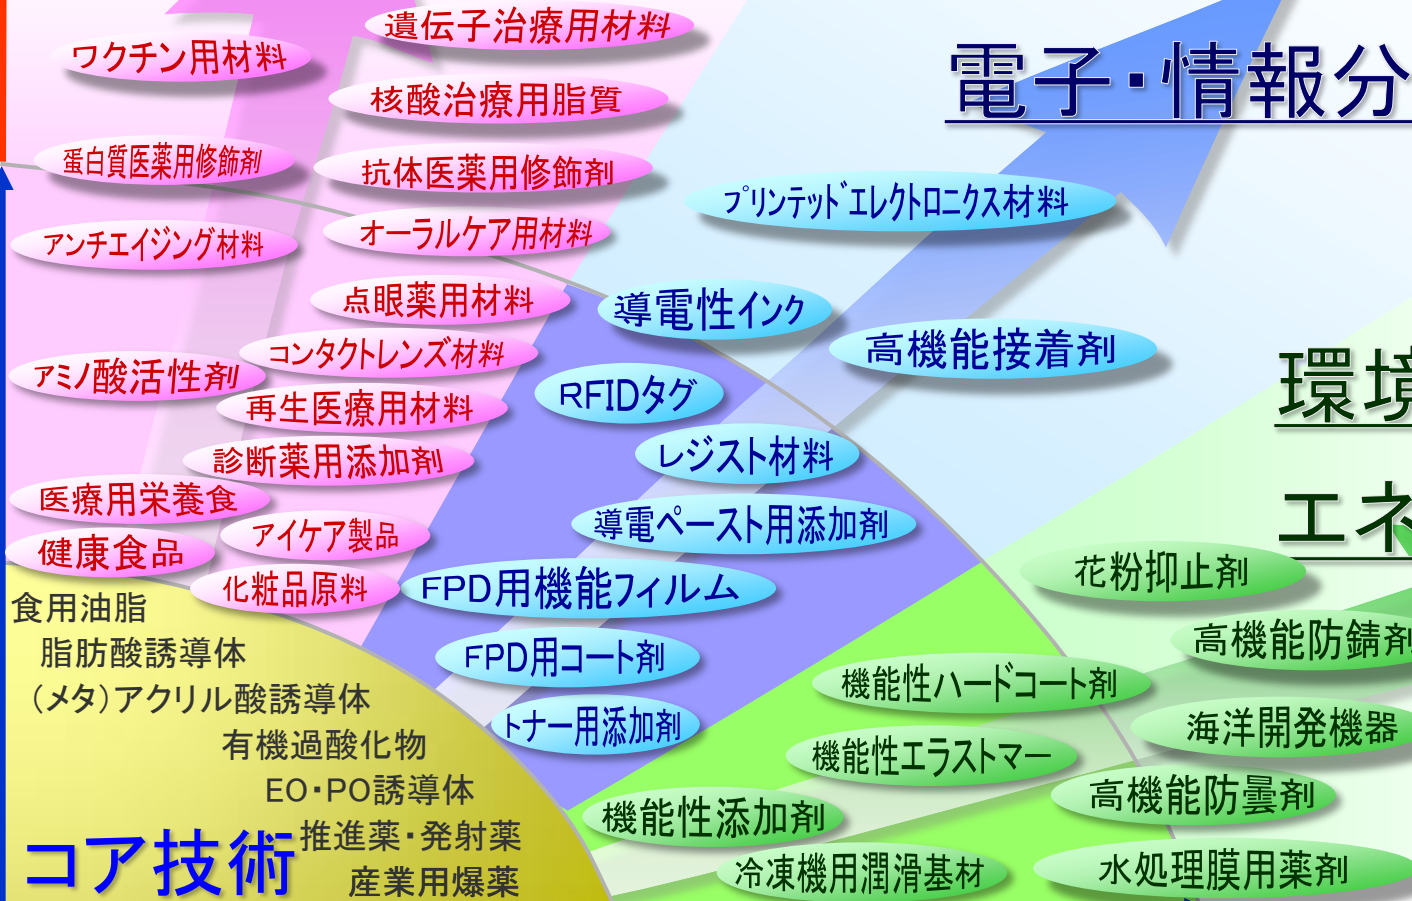 遺伝子治療用材料
ワクチン用材料
核酸治療用脂質
蛋白質医薬用修飾剤
抗体医薬用修飾剤
アンチエイジング材料
オーラルケア用材料
点眼薬用材料
コンタクトレンズ材料
アミノ酸活性剤
再生医療用材料
診断薬用添加剤
医療用栄養食
アイケア製品
健康食品
化粧品原料
電子・情報分
プリンテッドエレクトロニクス材料
導電性インク
高機能接着剤
RFIDタグ
レジスト材料
導電ペースト用添加剤
FPD用機能フィルム
FPD用コート剤
トナー用添加剤
環境
エネ
花粉抑止剤
高機能防錆剤
機能性ハードコート剤
海洋開発機器
機能性エラストマー
高機能防曇剤
機能性添加剤
冷凍機用潤滑基材
水処理膜用薬剤
食用油脂
脂肪酸誘導体
(メタ)アクリル酸誘導体
有機過酸化物
EO・PO誘導体
推進薬・発射薬
産業用爆薬
コア技術